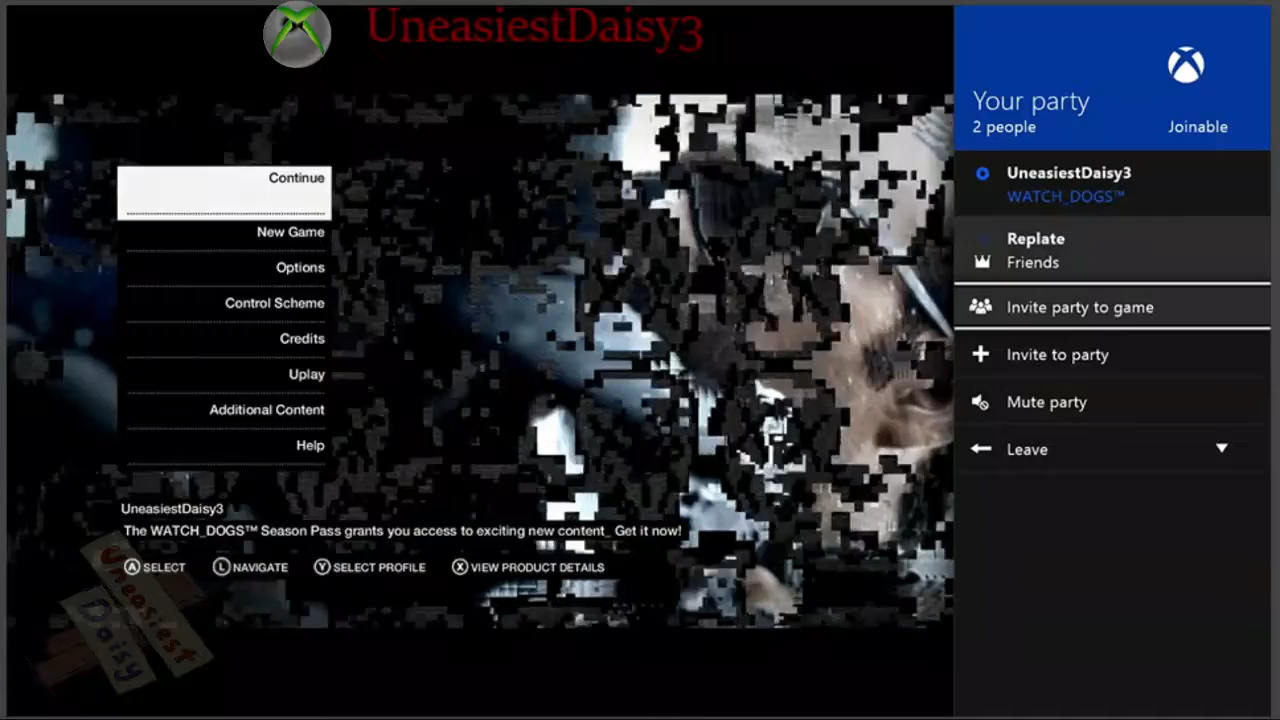 UneasiestDaisy3
Continue
New Game
Options
Control Scheme
Credits
Uplay
Additional Content
Help
UneasiestDaisy3
The WATCH_DOGS™ Season Pass grants you access to exciting new content_ Get it now!
A SELECT L NAVIGATE Y SELECT PROFILE X VIEW PRODUCT DETAILS
Uneasiest
Daisy
Your party
2 people Joinable
UneasiestDaisy3
WATCH_DOGS™
Replate
Friends
Invite party to game
Invite to party
Mute party
Leave